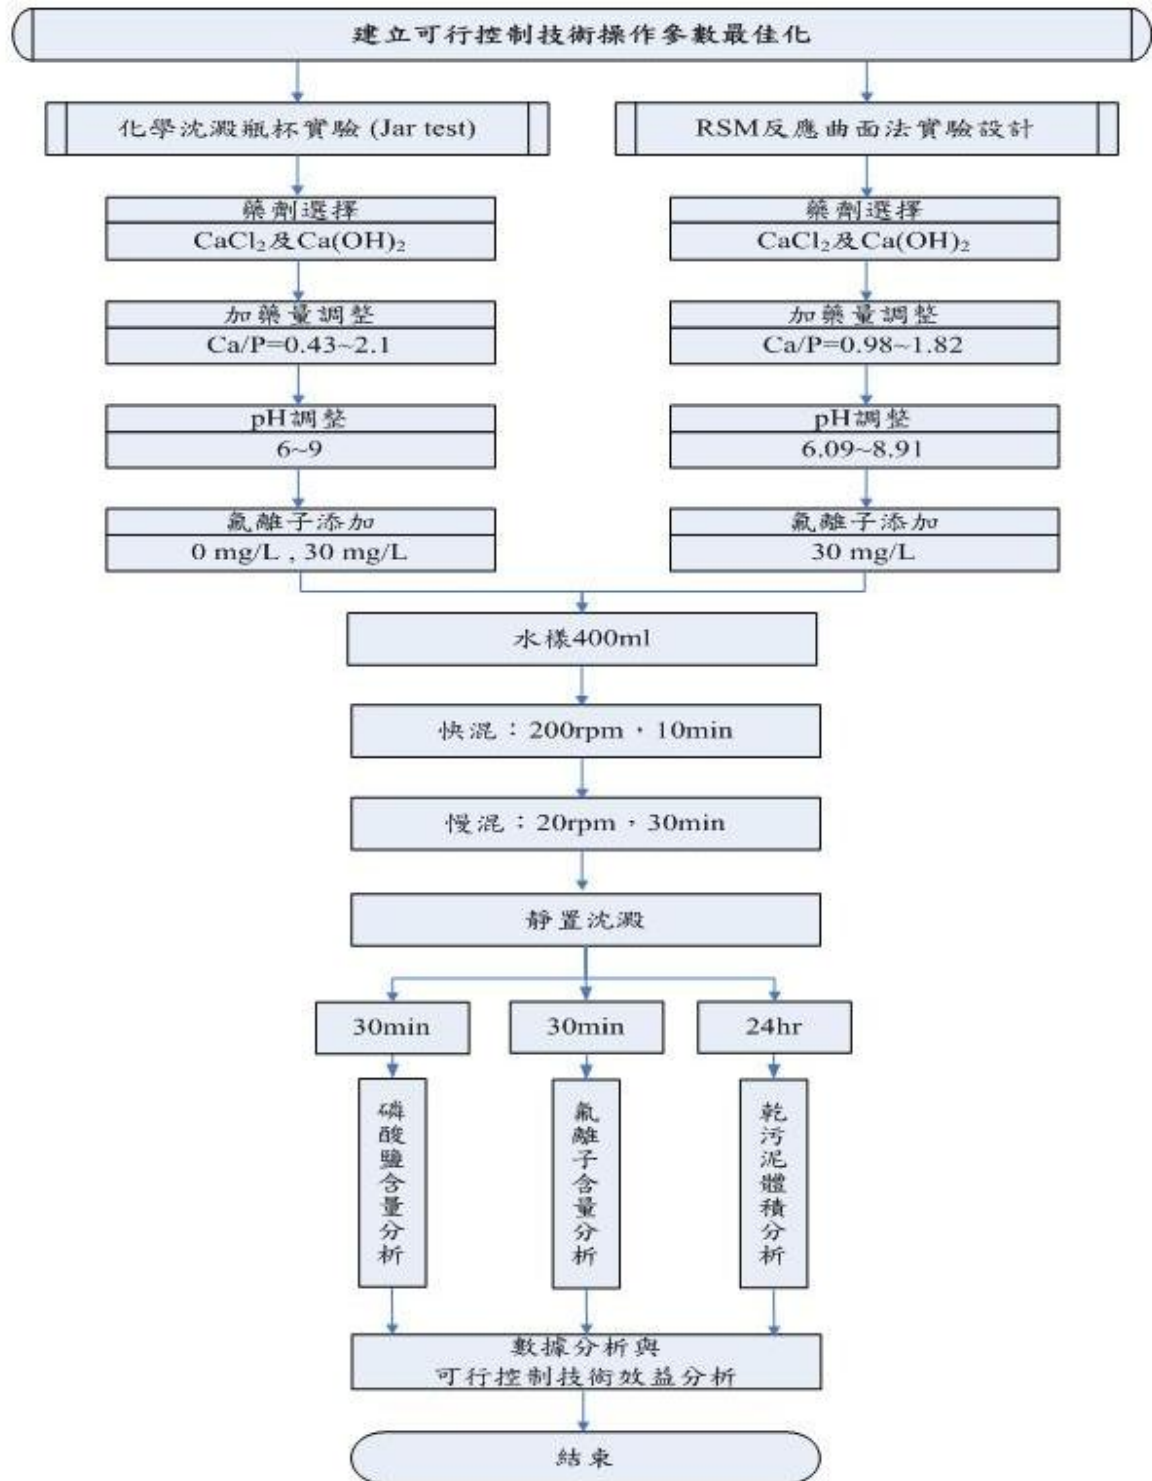 建立可行控制技術操作參數最佳化
化學沈澱瓶杯實驗 (Jar test)
藥劑選擇
CaCl₂及Ca(OH)₂
加藥量調整
Ca/P=0.43~2.1
pH調整
6~9
氟離子添加
0 mg/L , 30 mg/L
RSM反應曲面法實驗設計
藥劑選擇
CaCl₂及Ca(OH)₂
加藥量調整
Ca/P=0.98~1.82
pH調整
6.09~8.91
氟離子添加
30 mg/L
水樣400ml
快混：200rpm，10min
慢混：20rpm，30min
靜置沈澱
30min
磷酸鹽含量分析
30min
氟離子含量分析
24hr
乾污泥體積分析
數據分析與
可行控制技術效益分析
結束